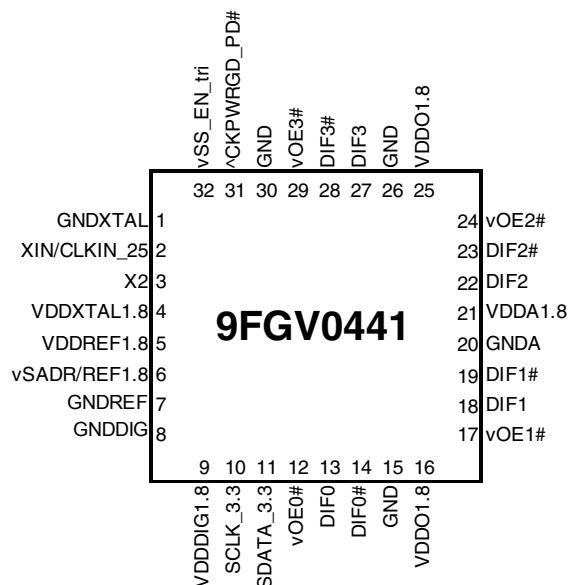 vSS_EN_tri
^CKPWRGD_PD#
GND
vOE3#
DIF3#
DIF3
GND
VDDO1.8
32 31 30 29 28 27 26 25
GNDXTAL 1
XIN/CLKIN_25 2
X2 3
VDDXTAL1.8 4
VDDREF1.8 5
vSADR/REF1.8 6
GNDREF 7
GNDDIG 8
9FGV0441
24 vOE2#
23 DIF2#
22 DIF2
21 VDDA1.8
20 GNDA
19 DIF1#
18 DIF1
17 vOE1#
9 10 11 12 13 14 15 16
VDDDIG1.8
SCLK_3.3
SDATA_3.3
vOE0#
DIF0
DIF0#
GND
VDDO1.8